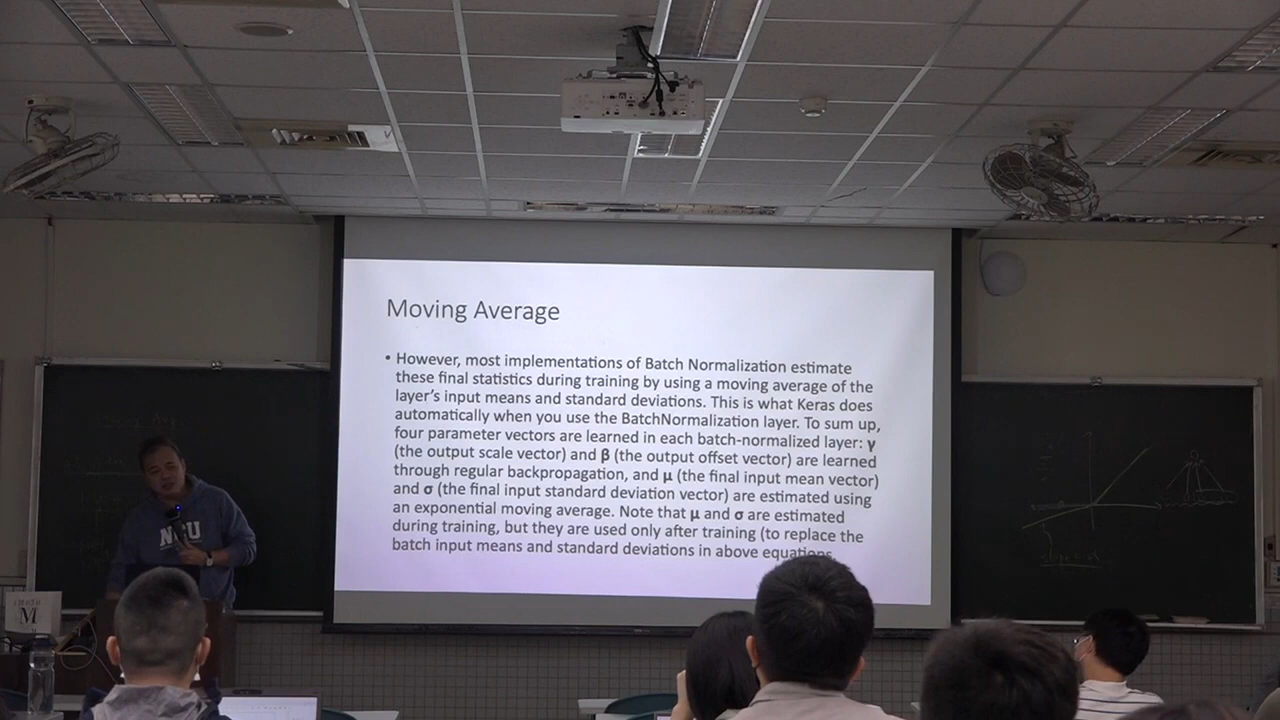 Moving Average
• However, most implementations of Batch Normalization estimate
these final statistics during training by using a moving average of the
layer's input means and standard deviations. This is what Keras does
automatically when you use the BatchNormalization layer. To sum up,
four parameter vectors are learned in each batch-normalized layer: γ
(the output scale vector) and β (the output offset vector) are learned
through regular backpropagation, and μ (the final input mean vector)
and σ (the final input standard deviation vector) are estimated using
an exponential moving average. Note that μ and σ are estimated
during training, but they are used only after training (to replace the
batch input means and standard deviations in above equations
NCU
M